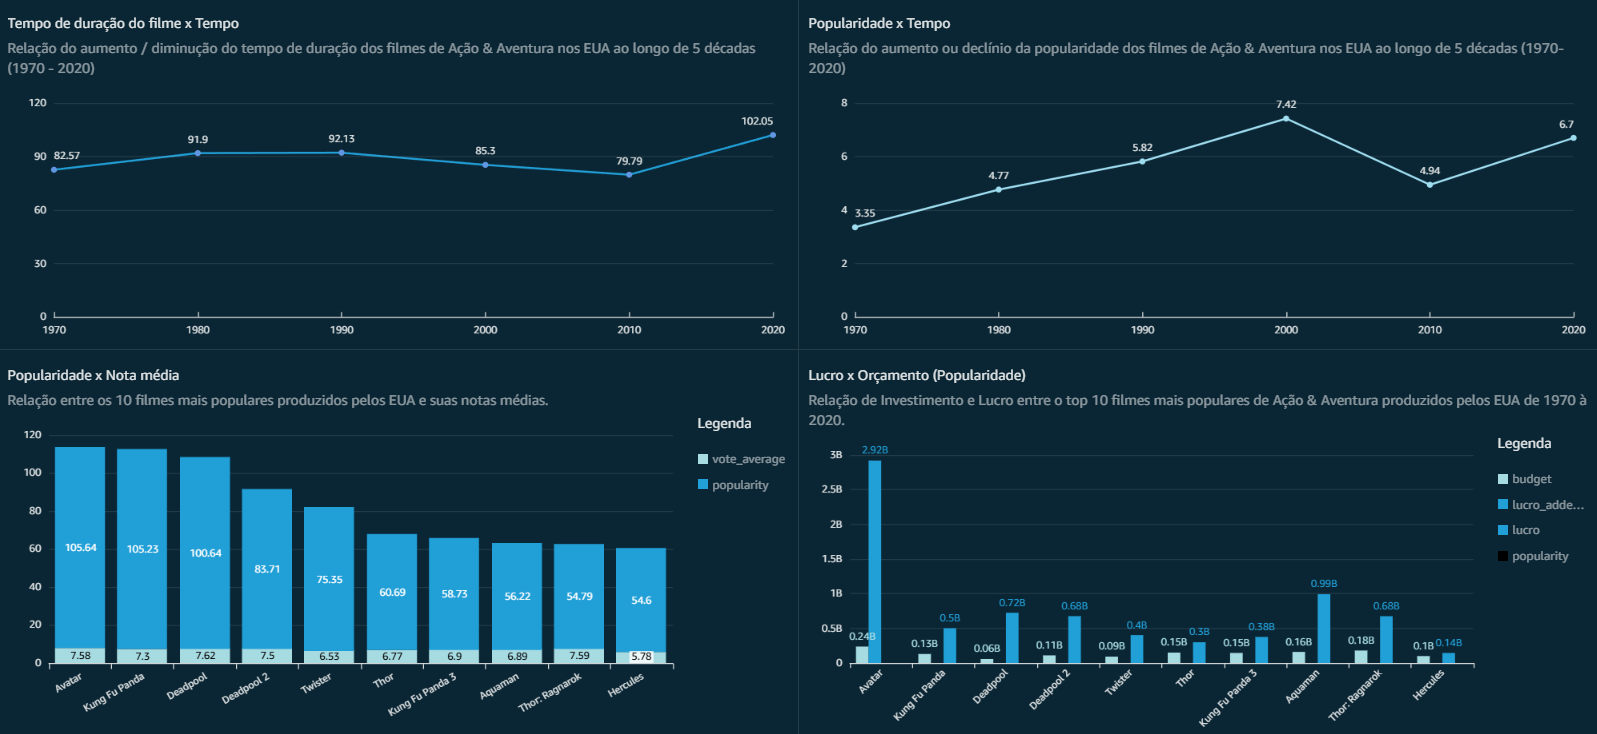 Tempo de duração do filme x Tempo
Relação do aumento / diminução do tempo de duração dos filmes de Ação & Aventura nos EUA ao longo de 5 décadas
(1970 - 2020)
120
90
60
30
0
82.57
91.9
92.13
85.3
79.79
102.05
1970
1980
1990
2000
2010
2020
Popularidade x Tempo
Relação do aumento ou declínio da popularidade dos filmes de Ação & Aventura nos EUA ao longo de 5 décadas (1970-
2020)
8
6
4
2
0
3.35
4.77
5.82
7.42
4.94
6.7
1970
1980
1990
2000
2010
2020
Popularidade x Nota média
Relação entre os 10 filmes mais populares produzidos pelos EUA e suas notas médias.
Legenda
vote_average
popularity
120
100
80
60
40
20
0
105.64
105.23
100.64
83.71
75.35
60.69
58.73
56.22
54.79
54.6
7.58
7.3
7.62
7.5
6.53
6.77
6.9
6.89
7.59
5.78
Avatar
Kung Fu Panda
Deadpool
Deadpool 2
Twister
Thor
Kung Fu Panda 3
Aquaman
Thor: Ragnarok
Hercules
Lucro x Orçamento (Popularidade)
Relação de Investimento e Lucro entre o top 10 filmes mais populares de Ação & Aventura produzidos pelos EUA de 1970 à
2020.
Legenda
budget
lucro_adde...
lucro
popularity
3B
2.5B
2B
1.5B
1B
0.5B
0
0.24B
2.92B
0.13B
0.5B
0.06B
0.72B
0.11B
0.68B
0.09B
0.4B
0.15B
0.3B
0.15B
0.38B
0.16B
0.99B
0.18B
0.68B
0.1B
0.14B
Avatar
Kung Fu Panda
Deadpool
Deadpool 2
Twister
Thor
Kung Fu Panda 3
Aquaman
Thor: Ragnarok
Hercules